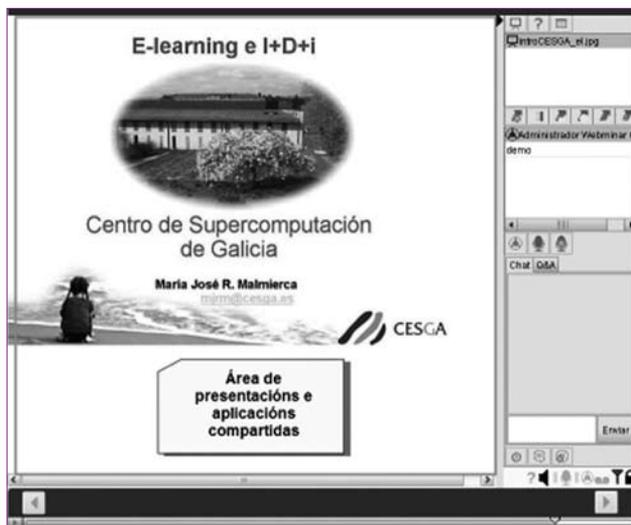 E-learning e I+D+i
Centro de Supercomputación
de Galicia
María José R. Malmierca
mjrm@cesga.es
CESGA
Área de
presentacións e
aplicacións
compartidas
introCESGA_el.jpg
Administrador Webminar
demo
Chat Q&A
Enviar